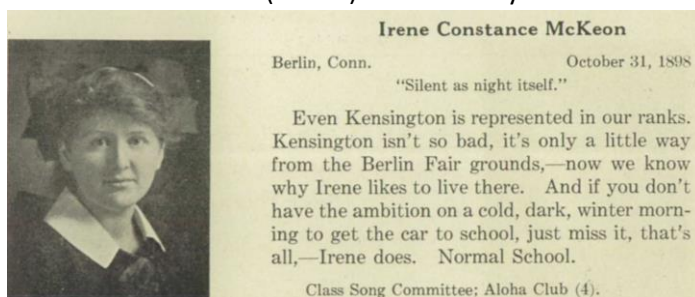 Irene Constance McKeon
Berlin, Conn. October 31, 1898
"Silent as night itself."
Even Kensington is represented in our ranks.
Kensington isn't so bad, it's only a little way
from the Berlin Fair grounds,—now we know
why Irene likes to live there. And if you don't
have the ambition on a cold, dark, winter morn-
ing to get the car to school, just miss it, that's
all,—Irene does. Normal School.
Class Song Committee; Aloha Club (4).